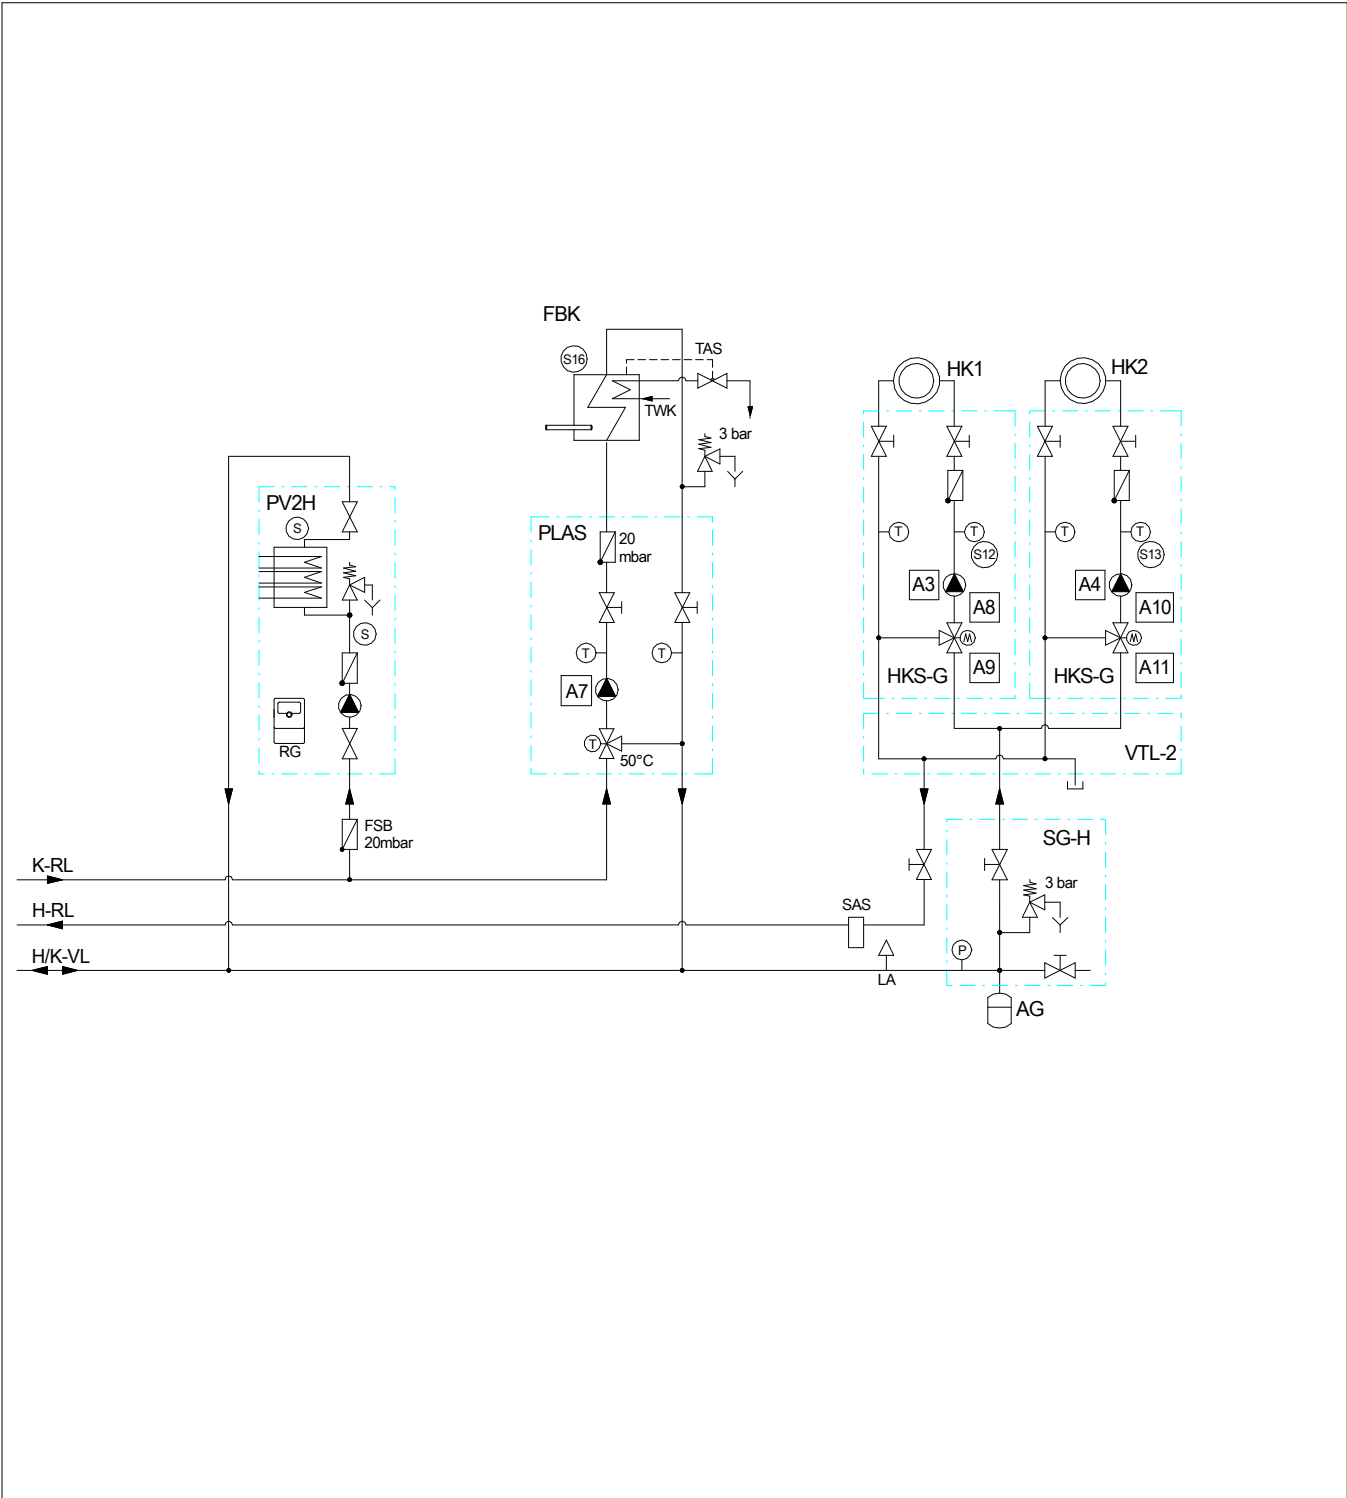 FBK
S16
TAS
TWK
3 bar
HK1
HK2
PV2H
S
S
RG
PLAS
20
mbar
T
T
A7
T
50°C
T
T
S12
A3
A8
A9
HKS-G
T
T
S13
A4
A10
A11
HKS-G
VTL-2
FSB
20mbar
K-RL
H-RL
H/K-VL
SAS
LA
SG-H
3 bar
P
AG
M
M